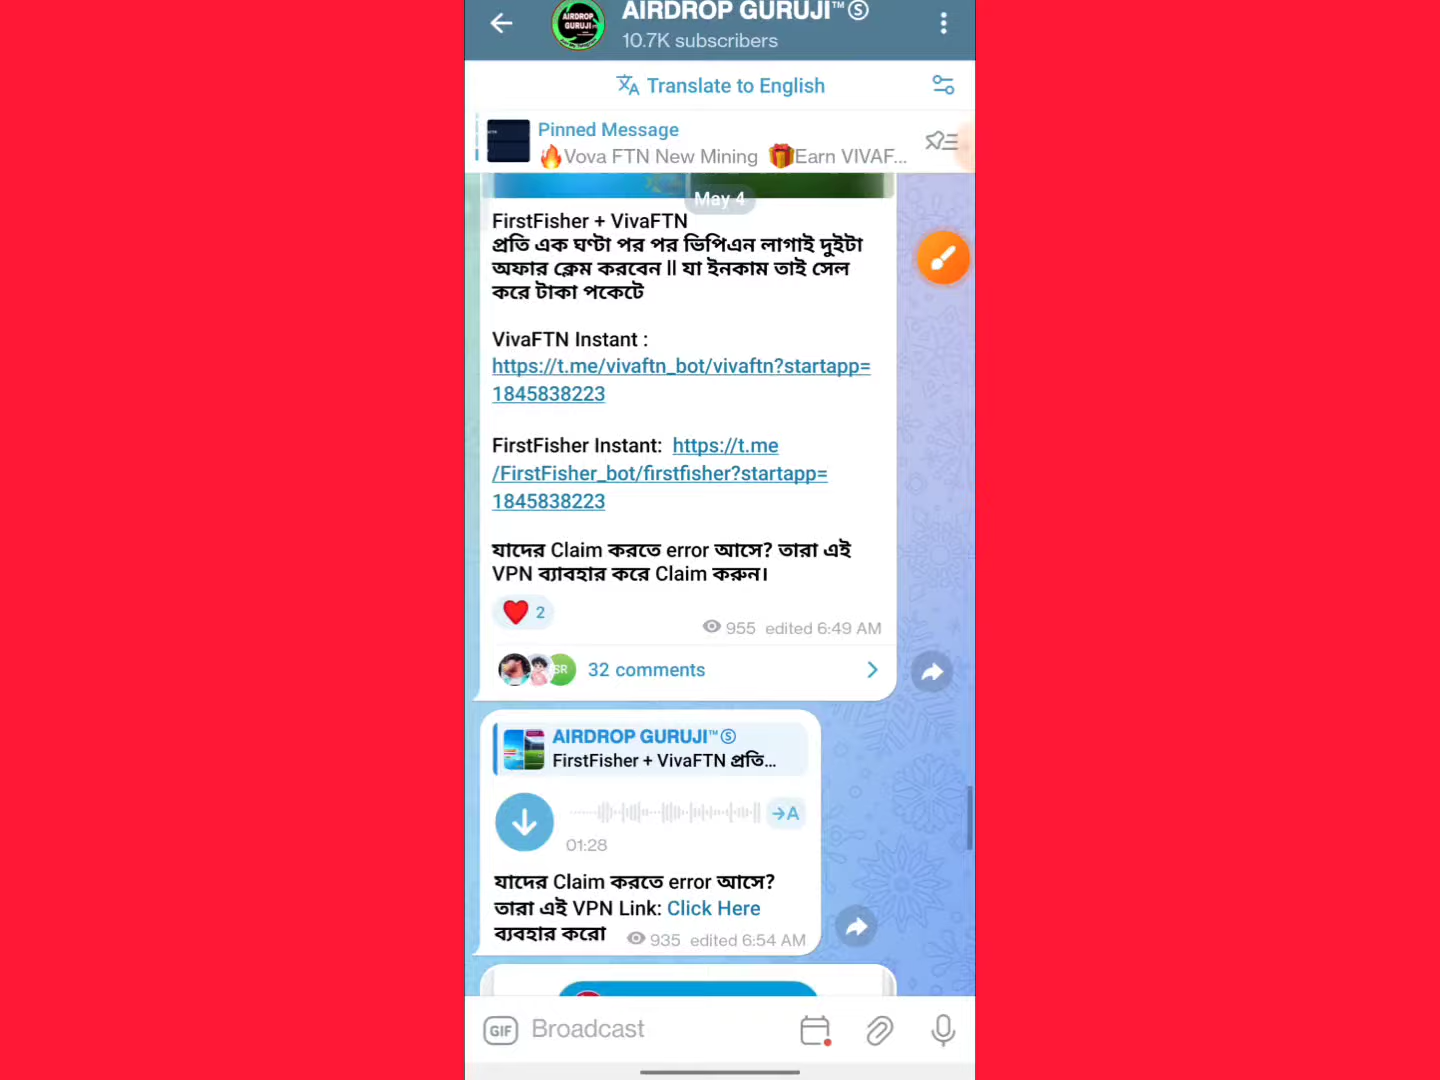 AIRDROP GURUJI™Ⓢ
10.7K subscribers
Translate to English
Pinned Message
🔥Vova FTN New Mining 🎁Earn VIVAF...
May 4
FirstFisher + VivaFTN
প্রতি এক ঘণ্টা পর পর ভিপিএন লাগাই দুইটা
অফার ক্লেম করবেন || যা ইনকাম তাই সেল
করে টাকা পকেটে
VivaFTN Instant :
https://t.me/vivaftn_bot/vivaftn?startapp=
1845838223
FirstFisher Instant: https://t.me
/FirstFisher_bot/firstfisher?startapp=
1845838223
যাদের Claim করতে error আসে? তারা এই
VPN ব্যাবহার করে Claim করুন।
❤️ 2
955 edited 6:49 AM
SR
32 comments
AIRDROP GURUJI™Ⓢ
FirstFisher + VivaFTN প্রতি...
→A
01:28
যাদের Claim করতে error আসে?
তারা এই VPN Link: Click Here
ব্যবহার করো 935 edited 6:54 AM
GIF Broadcast